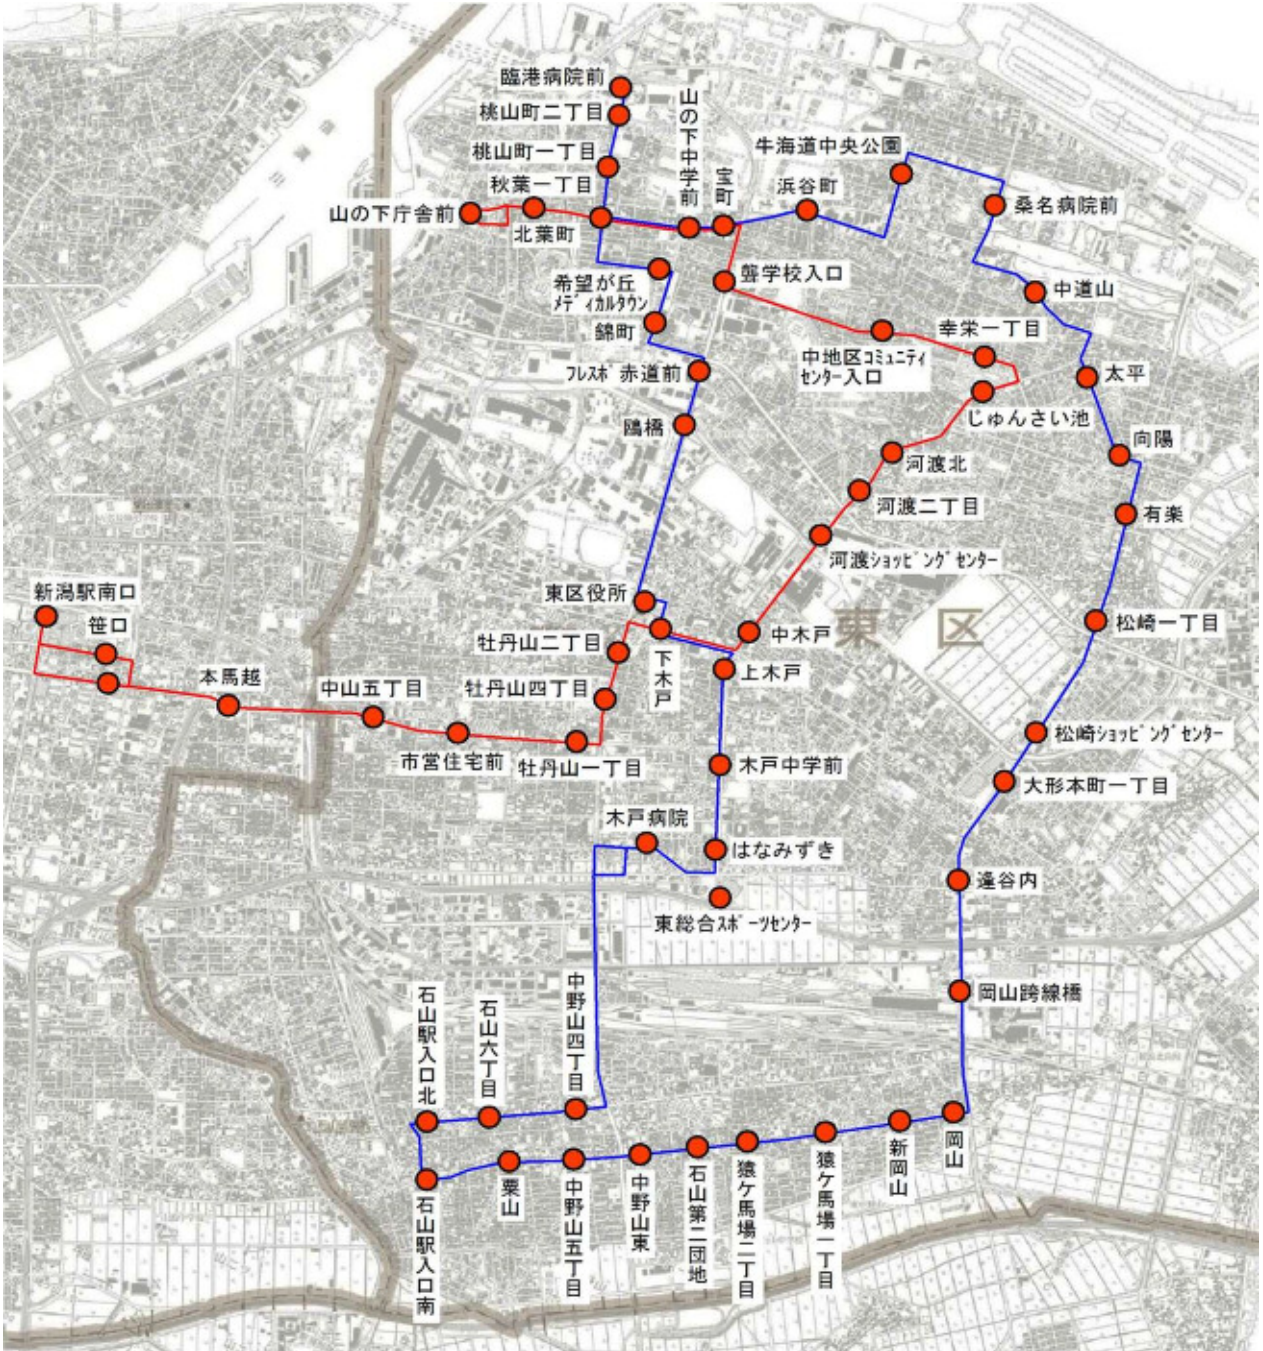 臨港病院前
桃山町二丁目
桃山町一丁目
秋葉一丁目
山の下庁舎前
北葉町
山の下中学前
宝町
浜谷町
牛海道中央公園
桑名病院前
聾学校入口
希望が丘
ﾒﾃﾞｨｶﾙﾀｳﾝ
中道山
錦町
幸栄一丁目
中地区ｺﾐｭﾆﾃｨ
ｾﾝﾀｰ入口
ﾌﾚｽﾎﾟ赤道前
太平
じゅんさい池
鴎橋
向陽
河渡北
河渡二丁目
有楽
河渡ｼｮｯﾋﾟﾝｸﾞｾﾝﾀｰ
新潟駅南口
笹口
東区役所
牡丹山二丁目
下木戸
中木戸
東区
松崎一丁目
本馬越
中山五丁目
牡丹山四丁目
上木戸
市営住宅前
牡丹山一丁目
松崎ｼｮｯﾋﾟﾝｸﾞｾﾝﾀｰ
木戸中学前
大形本町一丁目
木戸病院
はなみずき
逢谷内
東総合ｽﾎﾟｰﾂｾﾝﾀｰ
岡山跨線橋
石山駅入口北
石山六丁目
中野山四丁目
石山駅入口南
粟山
中野山五丁目
中野山東
石山第二団地
猿ケ馬場二丁目
猿ケ馬場一丁目
新岡山
岡山